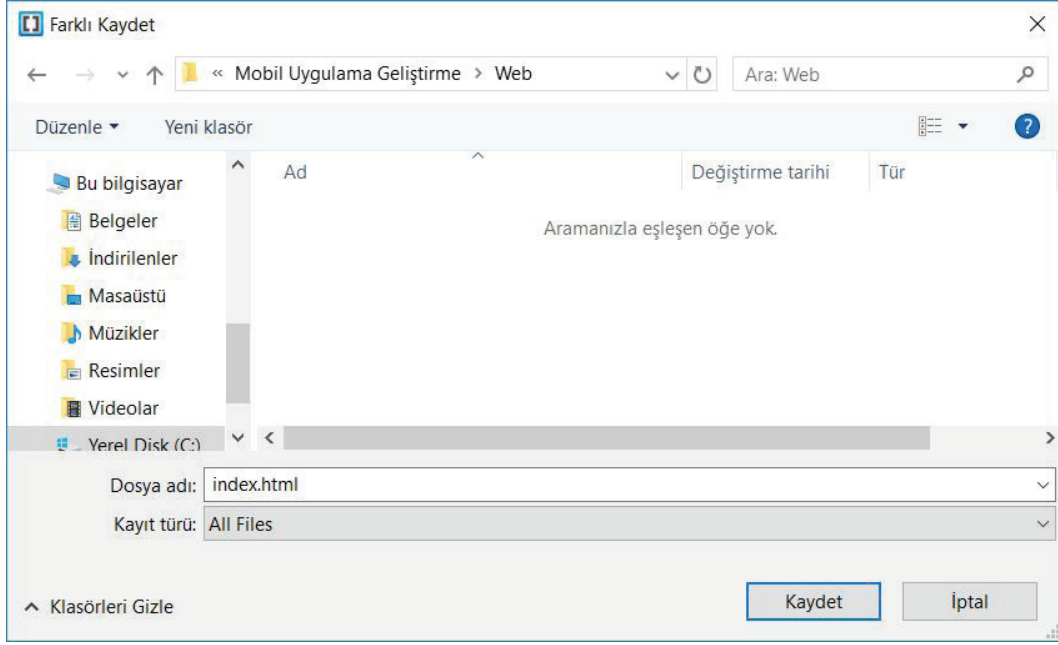 Farklı Kaydet
« Mobil Uygulama Geliştirme > Web
Ara: Web
Düzenle
Yeni klasör
?
Bu bilgisayar
Belgeler
İndirilenler
Masaüstü
Müzikler
Resimler
Videolar
Yerel Disk (C:)
Ad
Değiştirme tarihi
Tür
Aramanızla eşleşen öğe yok.
Dosya adı: index.html
Kayıt türü: All Files
Klasörleri Gizle
Kaydet
İptal